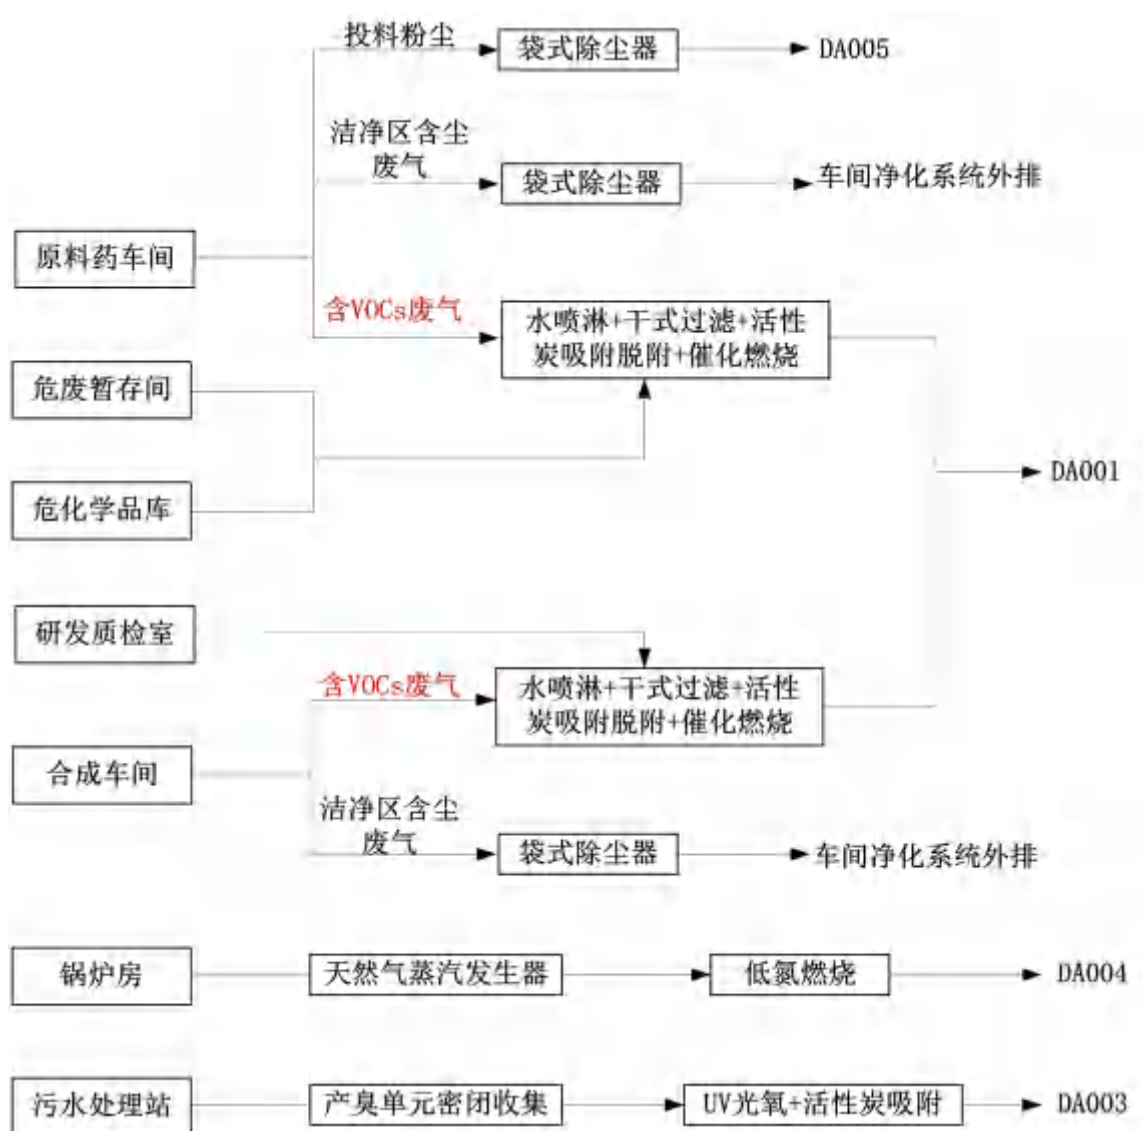 投料粉尘
袋式除尘器
DA005
洁净区含尘
废气
袋式除尘器
车间净化系统外排
原料药车间
含VOCs废气
水喷淋+干式过滤+活性
炭吸附脱附+催化燃烧
危废暂存间
DA001
危化学品库
研发质检室
含VOCs废气
水喷淋+干式过滤+活性
炭吸附脱附+催化燃烧
合成车间
洁净区含尘
废气
袋式除尘器
车间净化系统外排
锅炉房
天然气蒸汽发生器
低氮燃烧
DA004
污水处理站
产臭单元密闭收集
UV光氧+活性炭吸附
DA003